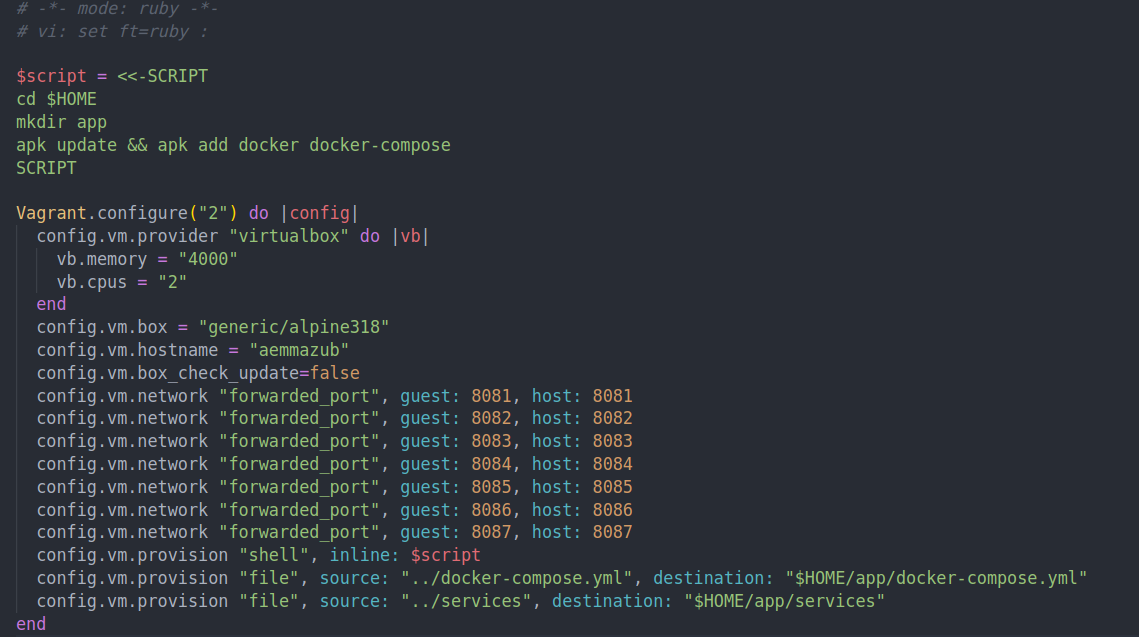 # -*- mode: ruby -*-
# vi: set ft=ruby :

$script = <<-SCRIPT
cd $HOME
mkdir app
apk update && apk add docker docker-compose
SCRIPT

Vagrant.configure("2") do |config|
  config.vm.provider "virtualbox" do |vb|
    vb.memory = "4000"
    vb.cpus = "2"
  end
  config.vm.box = "generic/alpine318"
  config.vm.hostname = "aemmazub"
  config.vm.box_check_update=false
  config.vm.network "forwarded_port", guest: 8081, host: 8081
  config.vm.network "forwarded_port", guest: 8082, host: 8082
  config.vm.network "forwarded_port", guest: 8083, host: 8083
  config.vm.network "forwarded_port", guest: 8084, host: 8084
  config.vm.network "forwarded_port", guest: 8085, host: 8085
  config.vm.network "forwarded_port", guest: 8086, host: 8086
  config.vm.network "forwarded_port", guest: 8087, host: 8087
  config.vm.provision "shell", inline: $script
  config.vm.provision "file", source: "../docker-compose.yml", destination: "$HOME/app/docker-compose.yml"
  config.vm.provision "file", source: "../services", destination: "$HOME/app/services"
end